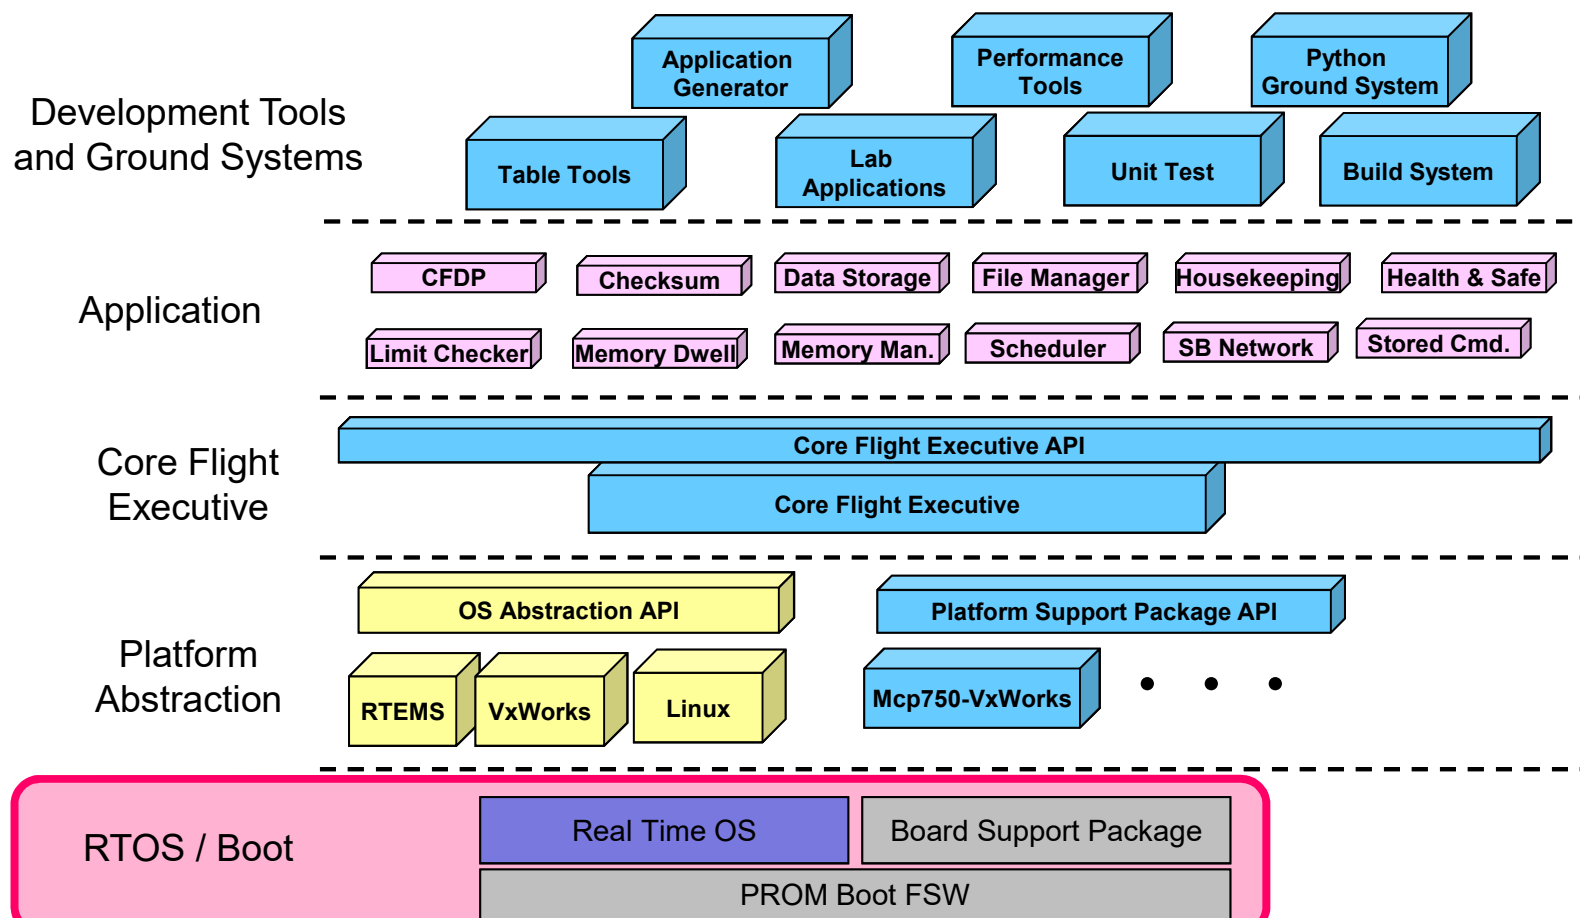 Development Tools
and Ground Systems
Application
Generator
Performance
Tools
Python
Ground System
Table Tools
Lab
Applications
Unit Test
Build System
Application
CFDP
Checksum
Data Storage
File Manager
Housekeeping
Health & Safe
Limit Checker
Memory Dwell
Memory Man.
Scheduler
SB Network
Stored Cmd.
Core Flight
Executive
Core Flight Executive API
Core Flight Executive
Platform
Abstraction
OS Abstraction API
Platform Support Package API
RTEMS
VxWorks
Linux
Mcp750-VxWorks
• • •
RTOS / Boot
Real Time OS
Board Support Package
PROM Boot FSW